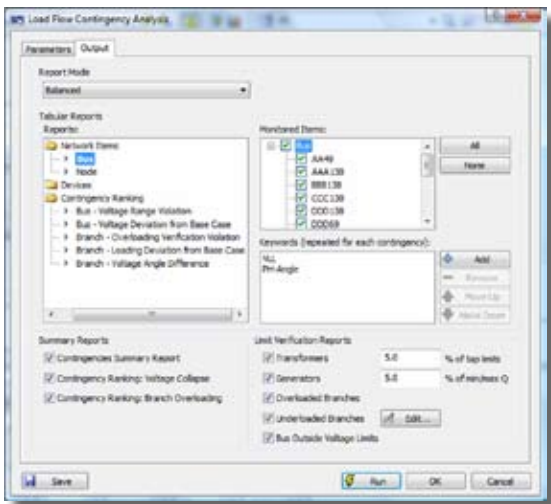 Load Flow Contingency Analysis
Parameters Output
Report Mode
Balanced
Tabular Reports
Reports:
Network Items
Bus
Node
Devices
Contingency Ranking
Bus - Voltage Range Violation
Bus - Voltage Deviation from Base Case
Branch - Overloading Verification Violation
Branch - Loading Deviation from Base Case
Branch - Voltage Angle Difference
Monitored Items:
Bus
AA69
AAA138
BBB138
CCC138
DDD138
DDD69
All
None
Keywords (repeated for each contingency):
VLL
Angle
Add
Remove
Move Up
Move Down
Summary Reports
Contingencies Summary Report
Contingency Ranking: Voltage Collapse
Contingency Ranking: Branch Overloading
Limit Verification Reports
Transformers 5.0 % of tap limits
Generators 5.0 % of min/max Q
Overloaded Branches
Underloaded Branches Edit...
Bus Outside Voltage Limits
Save Run OK Cancel